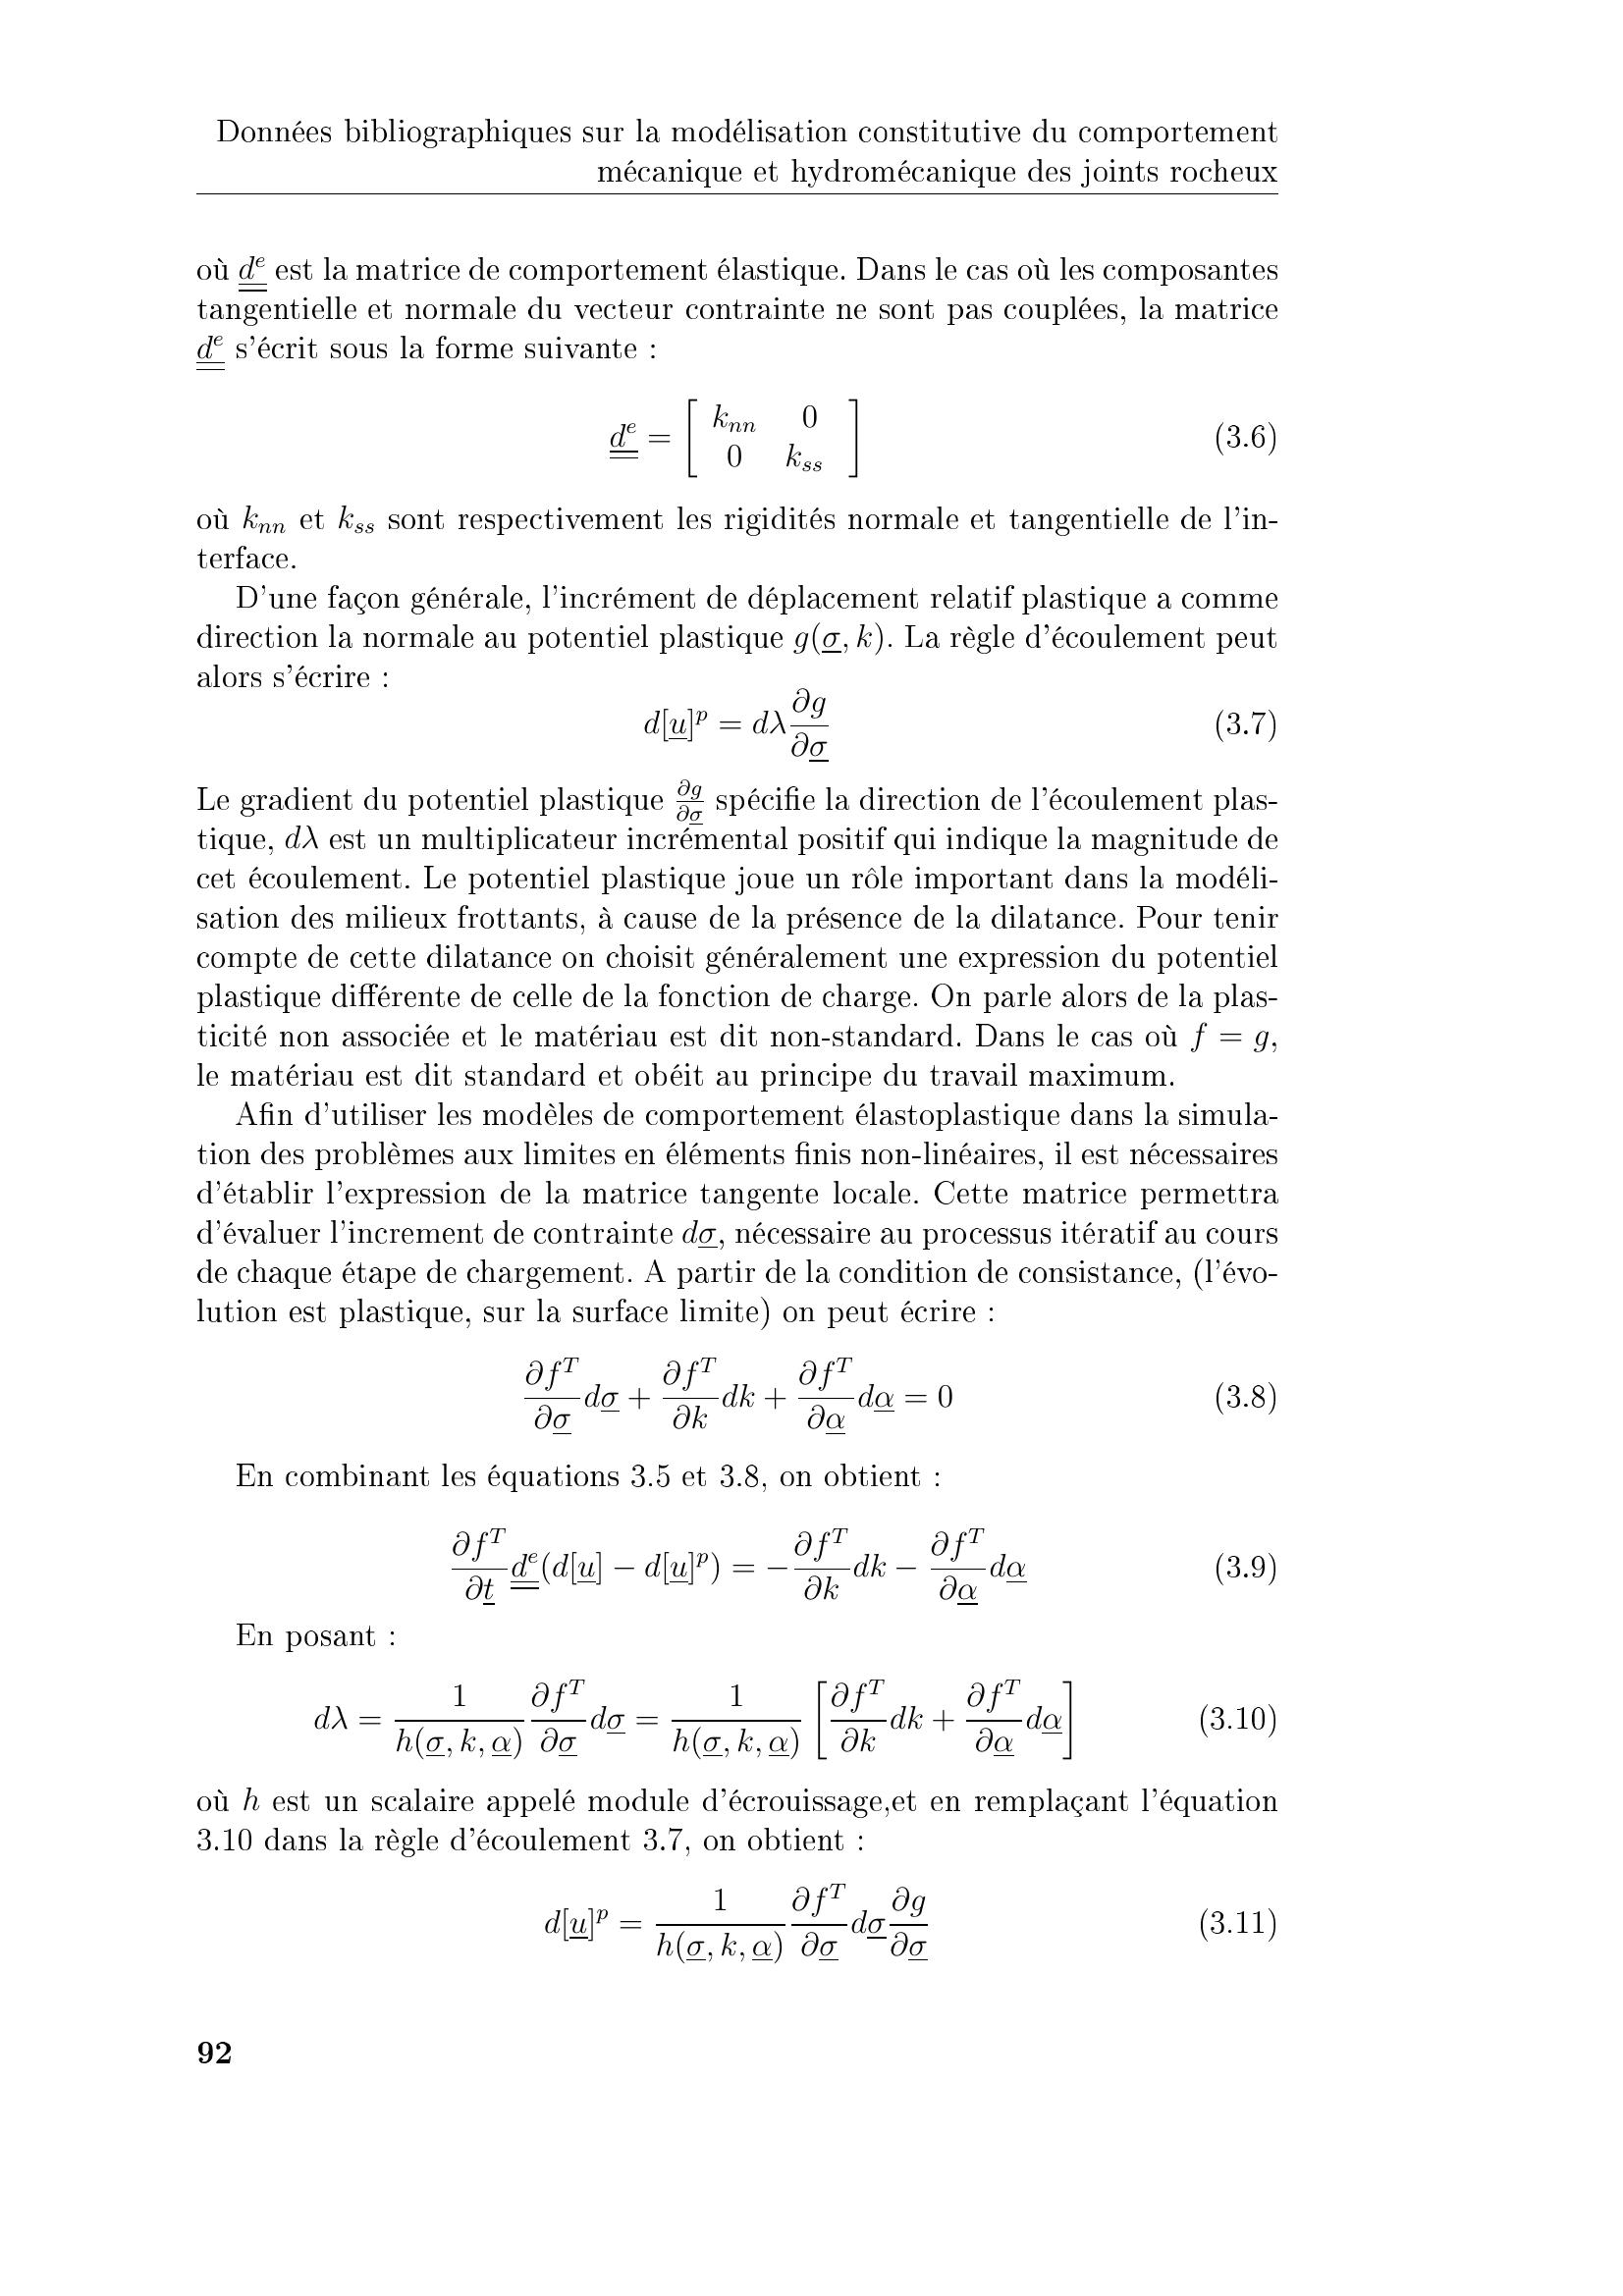 Données bibliographiques sur la modélisation constitutive du comportement
mécanique et hydromécanique des joints rocheux
où $\underline{\underline{d^e}}$ est la matrice de comportement élastique. Dans le cas où les composantes
tangentielle et normale du vecteur contrainte ne sont pas couplées, la matrice
$\underline{\underline{d^e}}$ s'écrit sous la forme suivante :
$\underline{\underline{d^e}} = \left[ \begin{array}{cc} k_{nn} & 0 \\ 0 & k_{ss} \end{array} \right]$ (3.6)
où $k_{nn}$ et $k_{ss}$ sont respectivement les rigidités normale et tangentielle de l'in-
terface.
D'une façon générale, l'incrément de déplacement relatif plastique a comme
direction la normale au potentiel plastique $g(\underline{\sigma}, k)$. La règle d'écoulement peut
alors s'écrire :
$d[\underline{u}]^p = d\lambda \frac{\partial g}{\partial \underline{\sigma}}$ (3.7)
Le gradient du potentiel plastique $\frac{\partial g}{\partial \underline{\sigma}}$ spécifie la direction de l'écoulement plas-
tique, $d\lambda$ est un multiplicateur incrémental positif qui indique la magnitude de
cet écoulement. Le potentiel plastique joue un rôle important dans la modéli-
sation des milieux frottants, à cause de la présence de la dilatance. Pour tenir
compte de cette dilatance on choisit généralement une expression du potentiel
plastique différente de celle de la fonction de charge. On parle alors de la plas-
ticité non associée et le matériau est dit non-standard. Dans le cas où $f = g$,
le matériau est dit standard et obéit au principe du travail maximum.
Afin d'utiliser les modèles de comportement élastoplastique dans la simula-
tion des problèmes aux limites en éléments finis non-linéaires, il est nécessaires
d'établir l'expression de la matrice tangente locale. Cette matrice permettra
d'évaluer l'increment de contrainte $d\underline{\sigma}$, nécessaire au processus itératif au cours
de chaque étape de chargement. A partir de la condition de consistance, (l'évo-
lution est plastique, sur la surface limite) on peut écrire :
$\frac{\partial f^T}{\partial \underline{\sigma}} d\underline{\sigma} + \frac{\partial f^T}{\partial k} dk + \frac{\partial f^T}{\partial \underline{\alpha}} d\underline{\alpha} = 0$ (3.8)
En combinant les équations 3.5 et 3.8, on obtient :
$\frac{\partial f^T}{\partial \underline{t}} \underline{\underline{d^e}} (d[\underline{u}] - d[\underline{u}]^p) = -\frac{\partial f^T}{\partial k} dk - \frac{\partial f^T}{\partial \underline{\alpha}} d\underline{\alpha}$ (3.9)
En posant :
$d\lambda = \frac{1}{h(\underline{\sigma}, k, \underline{\alpha})} \frac{\partial f^T}{\partial \underline{\sigma}} d\underline{\sigma} = \frac{1}{h(\underline{\sigma}, k, \underline{\alpha})} \left[ \frac{\partial f^T}{\partial k} dk + \frac{\partial f^T}{\partial \underline{\alpha}} d\underline{\alpha} \right]$ (3.10)
où $h$ est un scalaire appelé module d'écrouissage,et en remplaçant l'équation
3.10 dans la règle d'écoulement 3.7, on obtient :
$d[\underline{u}]^p = \frac{1}{h(\underline{\sigma}, k, \underline{\alpha})} \frac{\partial f^T}{\partial \underline{\sigma}} d\underline{\sigma} \frac{\partial g}{\partial \underline{\sigma}}$ (3.11)
92